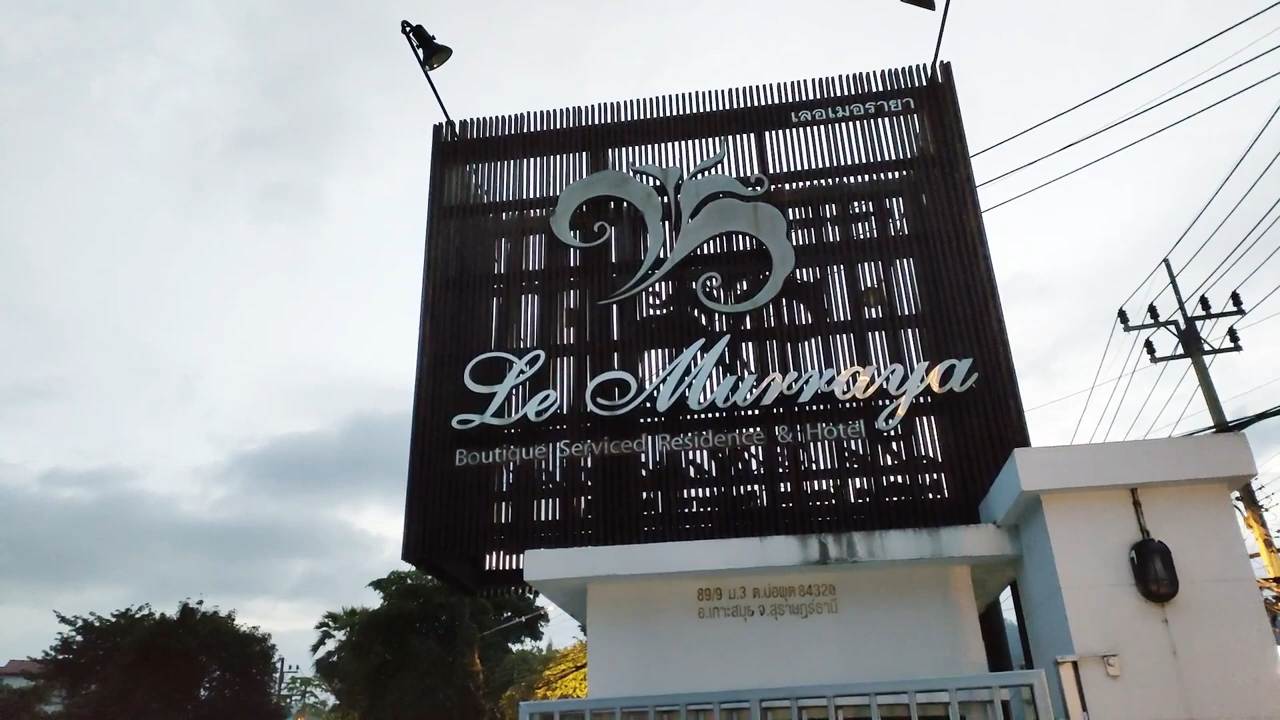 เลอเมอรายา
Le Murraya
Boutique Serviced Residence & Hotel
89/9 ม.3 ต.บ่อผุด 84320
อ.เกาะสมุย จ.สุราษฎร์ธานี